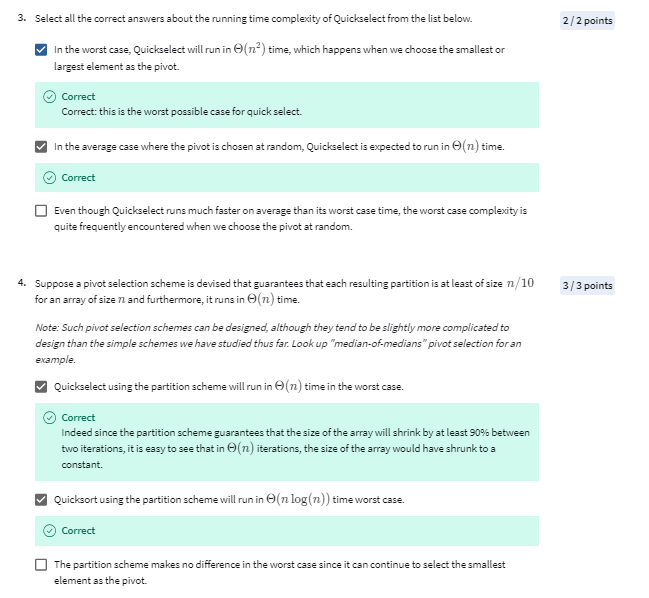 3. Select all the correct answers about the running time complexity of Quickselect from the list below.
2 / 2 points
In the worst case, Quickselect will run in Θ(n²) time, which happens when we choose the smallest or
largest element as the pivot.
Correct
Correct: this is the worst possible case for quick select.
In the average case where the pivot is chosen at random, Quickselect is expected to run in Θ(n) time.
Correct
Even though Quickselect runs much faster on average than its worst case time, the worst case complexity is
quite frequently encountered when we choose the pivot at random.
4. Suppose a pivot selection scheme is devised that guarantees that each resulting partition is at least of size n/10
3 / 3 points
for an array of size n and furthermore, it runs in Θ(n) time.
Note: Such pivot selection schemes can be designed, although they tend to be slightly more complicated to
design than the simple schemes we have studied thus far. Look up "median-of-medians" pivot selection for an
example.
Quickselect using the partition scheme will run in Θ(n) time in the worst case.
Correct
Indeed since the partition scheme guarantees that the size of the array will shrink by at least 90% between
two iterations, it is easy to see that in Θ(n) iterations, the size of the array would have shrunk to a
constant.
Quicksort using the partition scheme will run in Θ(n log(n)) time worst case.
Correct
The partition scheme makes no difference in the worst case since it can continue to select the smallest
element as the pivot.